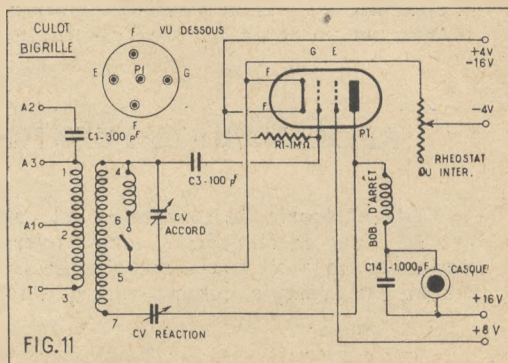 CULOT
BIGRILLE
VU DESSOUS
F
E
P1
G
F
A2
C1-300 pF
A3
1
A1
2
T
3
4
6
5
7
C3-100 pF
CV
ACCORD
CV RÉACTION
G E
F
F
P1.
R1-1MΩ
+4V
-16V
-4V
RHEOSTAT
OU INTER.
BOB. D'ARRÊT
C14-1.000µF
CASQUE
+16V
+8V
FIG.11